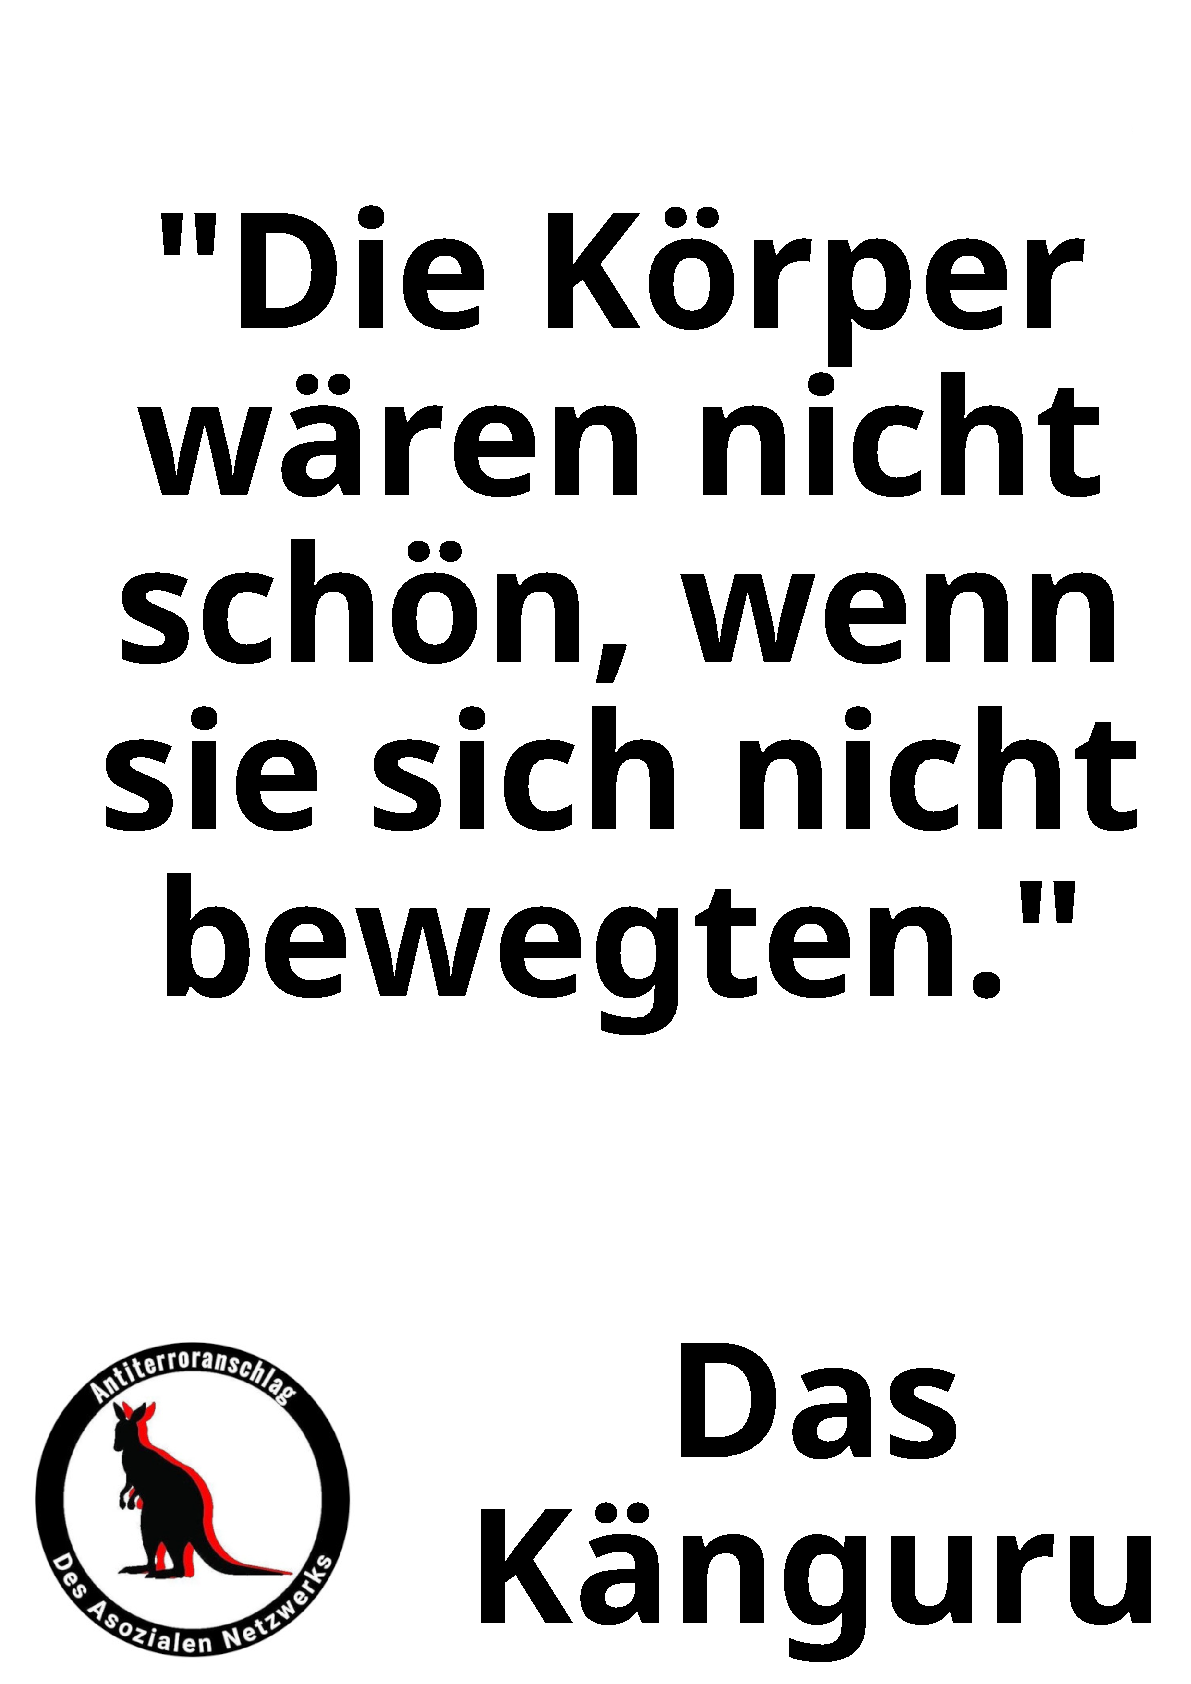 "Die Körper
wären nicht
schön, wenn
sie sich nicht
bewegten."
Antiterroranschlag
Des Asozialen Netzwerks
Das
Känguru